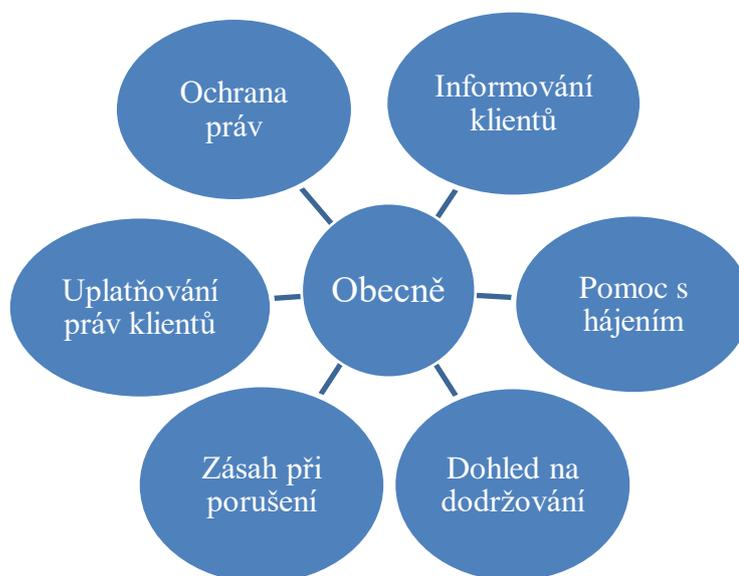 Ochrana
práv
Informování
klientů
Uplatňování
práv klientů
Obecně
Pomoc s
hájením
Zásah při
porušení
Dohled na
dodržování